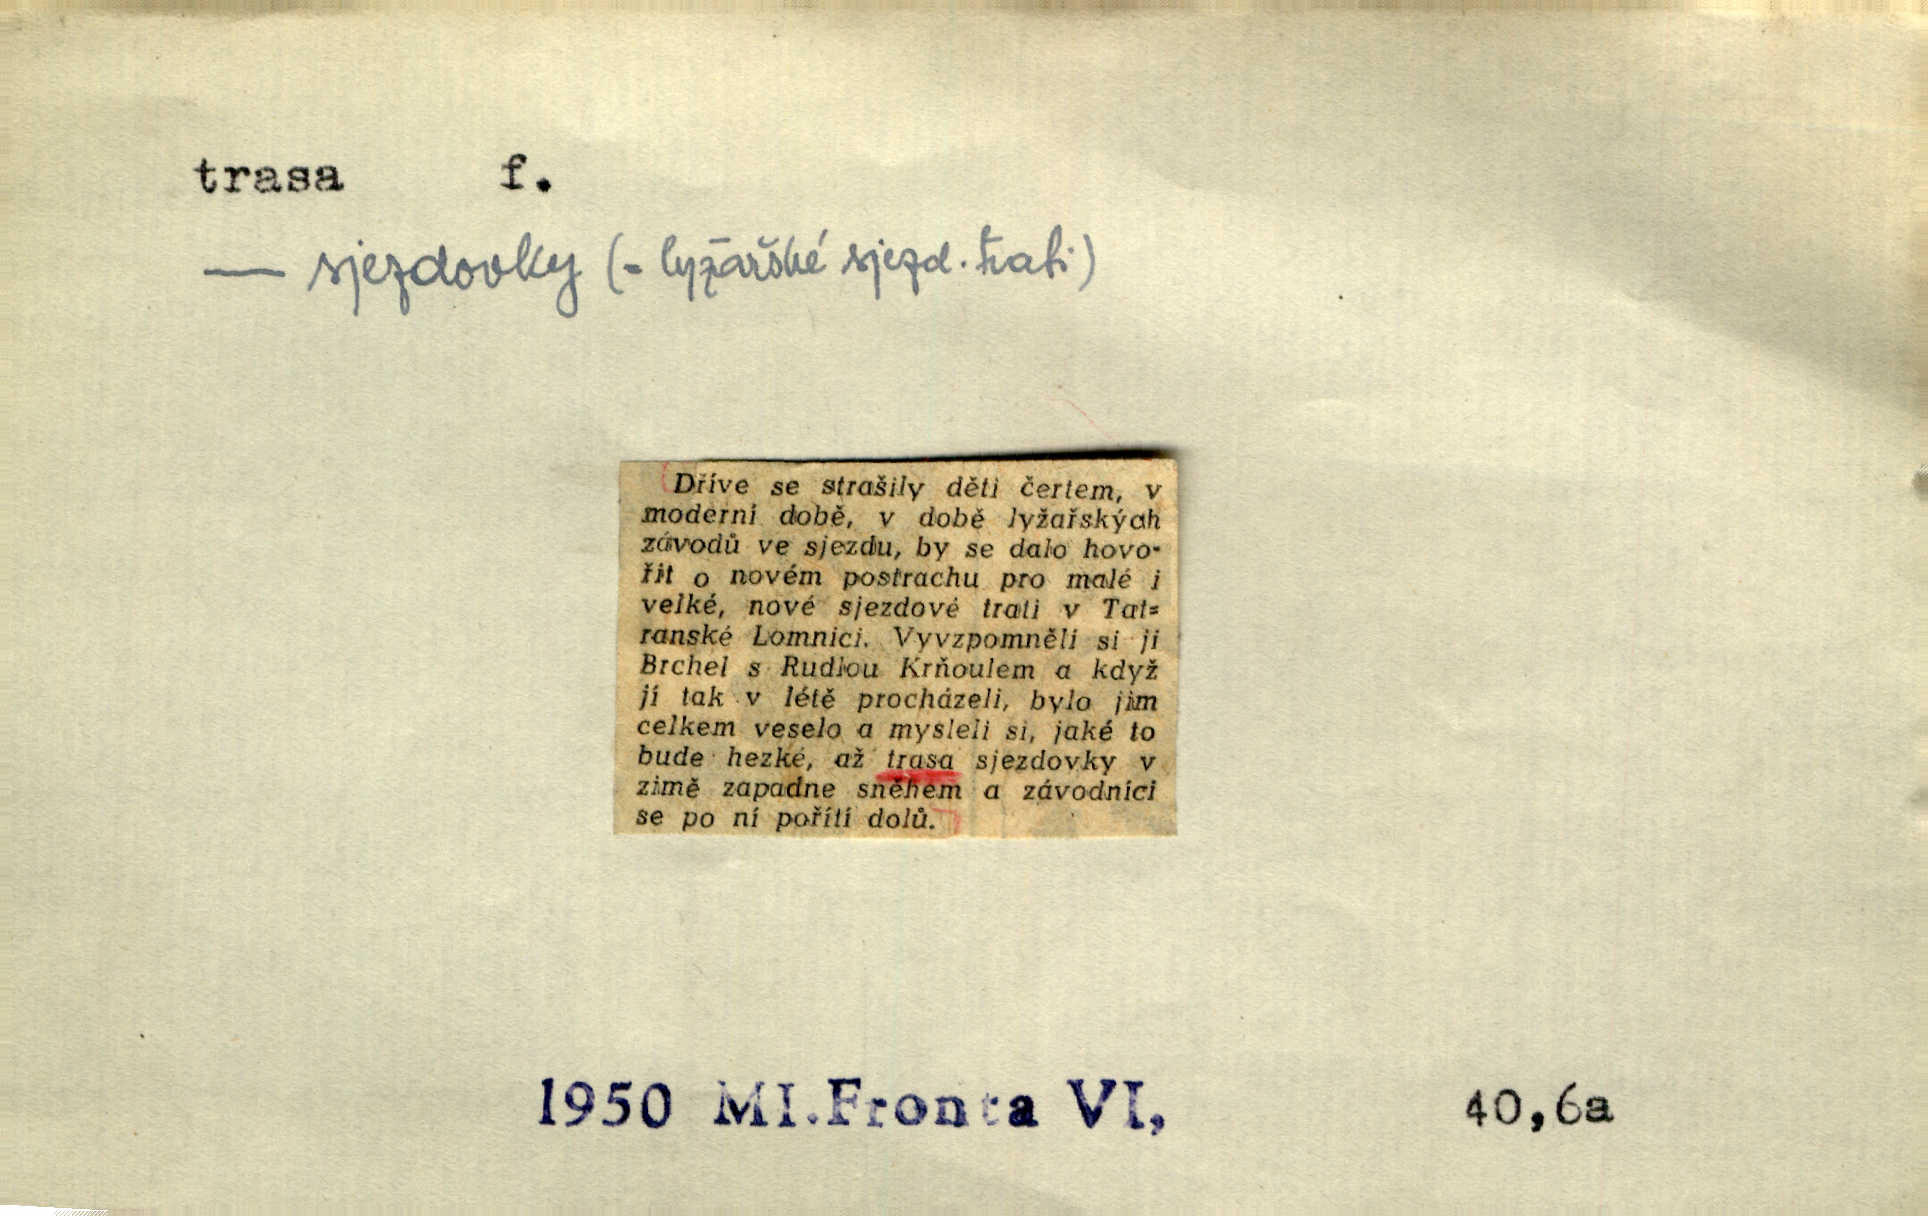 trasa f.
— sjezdovky (= lyžařské sjezd. trati)
Dříve se strašily děti čertem, v
moderní době, v době lyžařských
závodů ve sjezdu, by se dalo hovo-
řit o novém postrachu pro malé i
velké, nové sjezdové trati v Tat-
ranské Lomnici. Vyvzpomněli si ji
Brchel s Rudlou Krňoulem a když
jí tak v létě procházeli, bylo jim
celkem veselo a mysleli si, jaké to
bude hezké, až trasa sjezdovky v
zimě zapadne sněhem a závodníci
se po ní pořítí dolů.
1950 Ml.Fronta VI, 40,6a